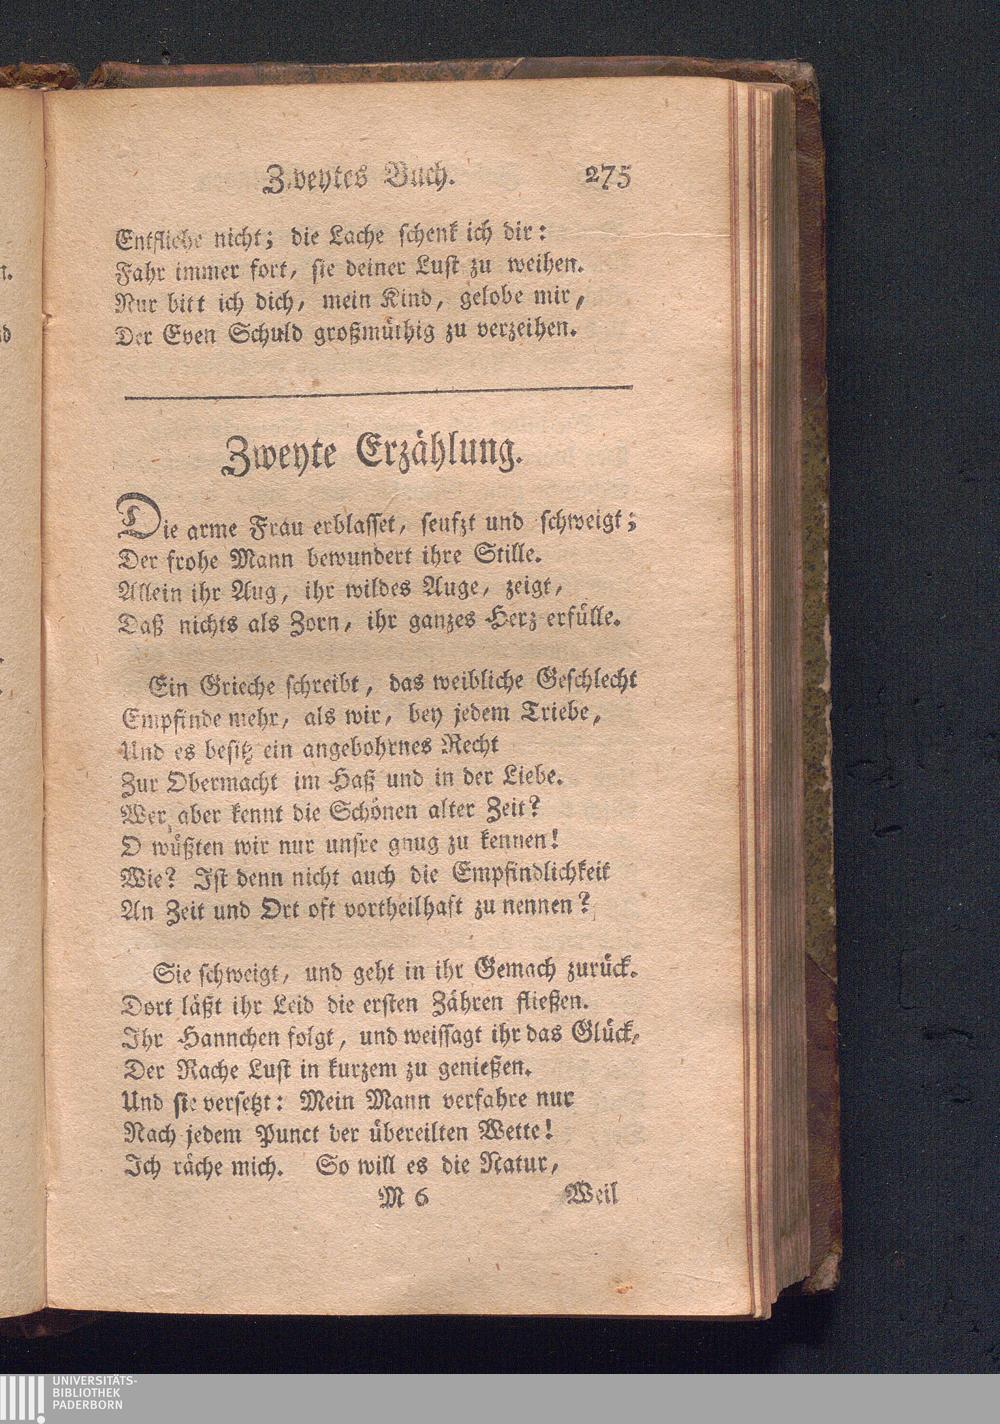 Zweytes Buch. 275
Entfliehe nicht; die Lache schenk ich dir:
Fahr immer fort, sie deiner Lust zu weihen.
Nur bitt ich dich, mein Kind, gelobe mir,
Der Even Schuld großmüthig zu verzeihen.
Zweyte Erzählung.
Die arme Frau erblasset, seufzt und schweigt;
Der frohe Mann bewundert ihre Stille.
Allein ihr Aug, ihr wildes Auge, zeigt,
Daß nichts als Zorn, ihr ganzes Herz erfülle.
Ein Grieche schreibt, das weibliche Geschlecht
Empfinde mehr, als wir, bey jedem Triebe,
Und es besitz ein angebohrnes Recht
Zur Obermacht im Haß und in der Liebe.
Wer aber kennt die Schönen alter Zeit?
O wüßten wir nur unsre gnug zu kennen!
Wie? Ist denn nicht auch die Empfindlichkeit
An Zeit und Ort oft vortheilhaft zu nennen?
Sie schweigt, und geht in ihr Gemach zurück.
Dort läßt ihr Leid die ersten Zähren fließen.
Ihr Hannchen folgt, und weissagt ihr das Glück,
Der Rache Lust in kurzem zu genießen.
Und sie versetzt: Mein Mann verfahre nur
Nach jedem Punct der übereilten Wette!
Ich räche mich. So will es die Natur,
M 6 Weil
UNIVERSITÄTS-
BIBLIOTHEK
PADERBORN